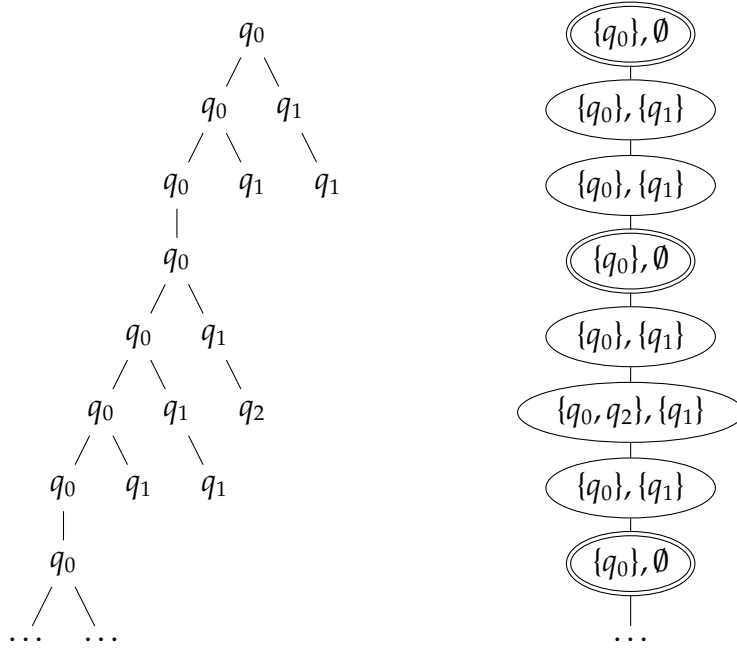 q₀ {q₀}, ∅
q₀ q₁ {q₀}, {q₁}
q₀ q₁ q₁ {q₀}, {q₁}
q₀ {q₀}, ∅
q₀ q₁ {q₀}, {q₁}
q₀ q₁ q₂ {q₀, q₂}, {q₁}
q₀ q₁ q₁ {q₀}, {q₁}
q₀ {q₀}, ∅
... ... ...